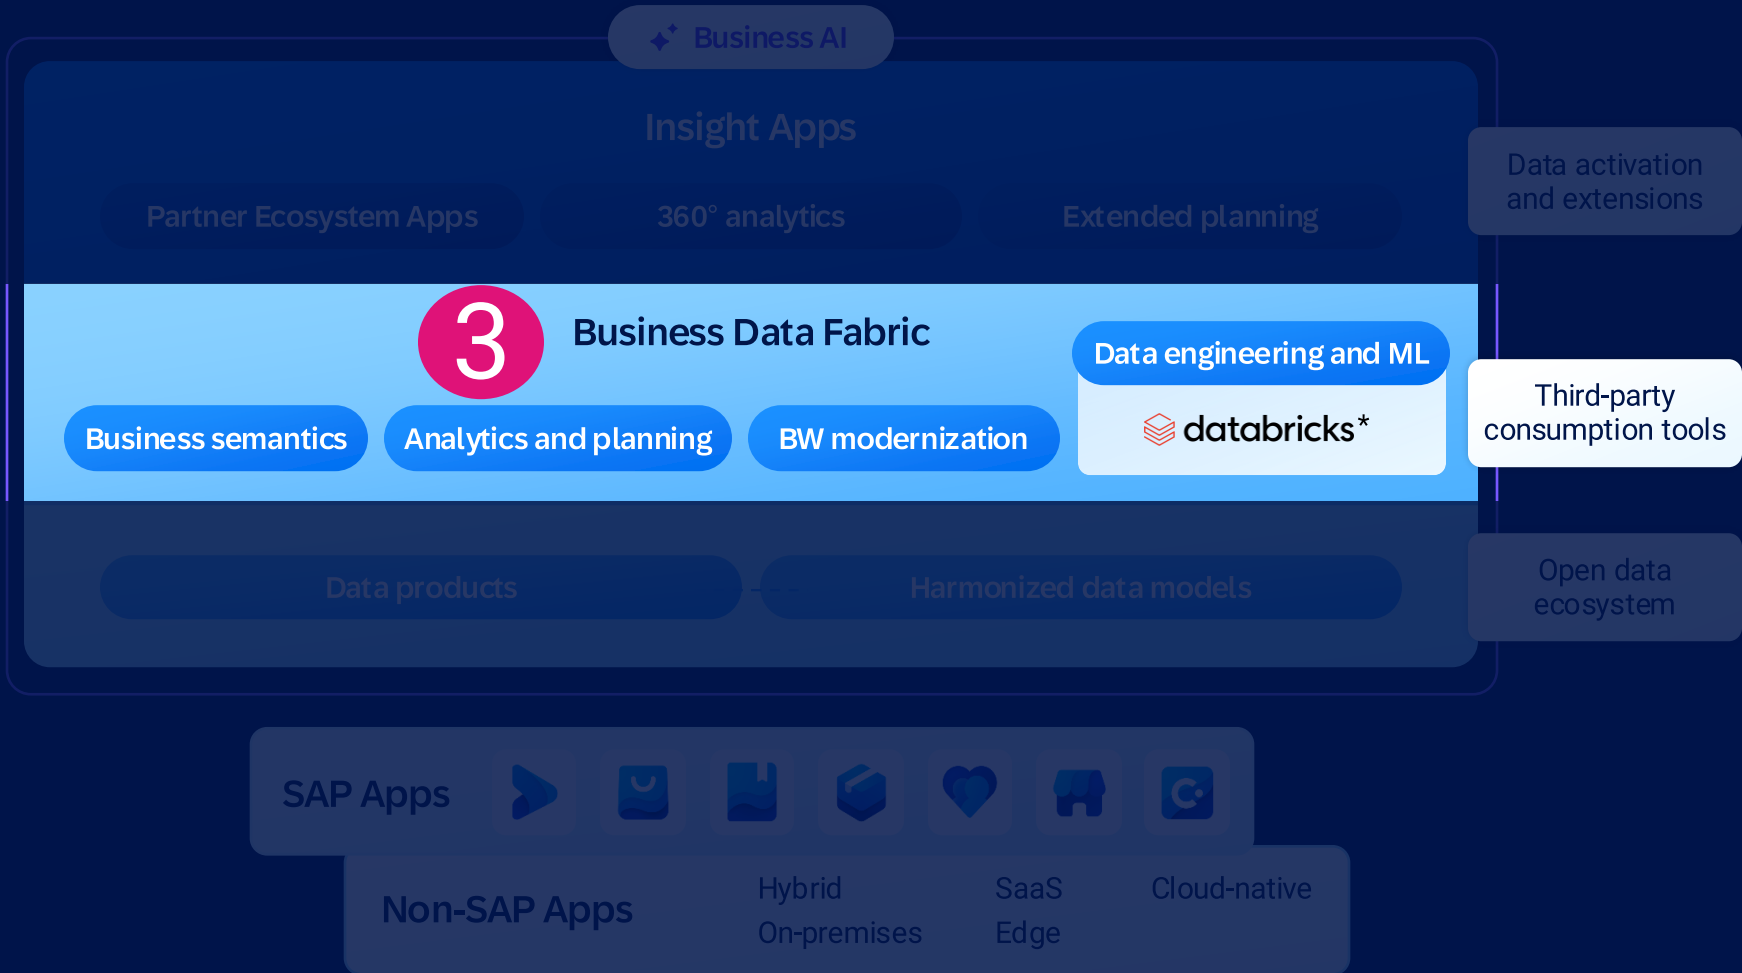 Business AI
Insight Apps
Partner Ecosystem Apps
360° analytics
Extended planning
Data activation
and extensions
3
Business Data Fabric
Business semantics
Analytics and planning
BW modernization
Data engineering and ML
databricks*
Third-party
consumption tools
Data products
Harmonized data models
Open data
ecosystem
SAP Apps
Non-SAP Apps
Hybrid
SaaS
Cloud-native
On-premises
Edge